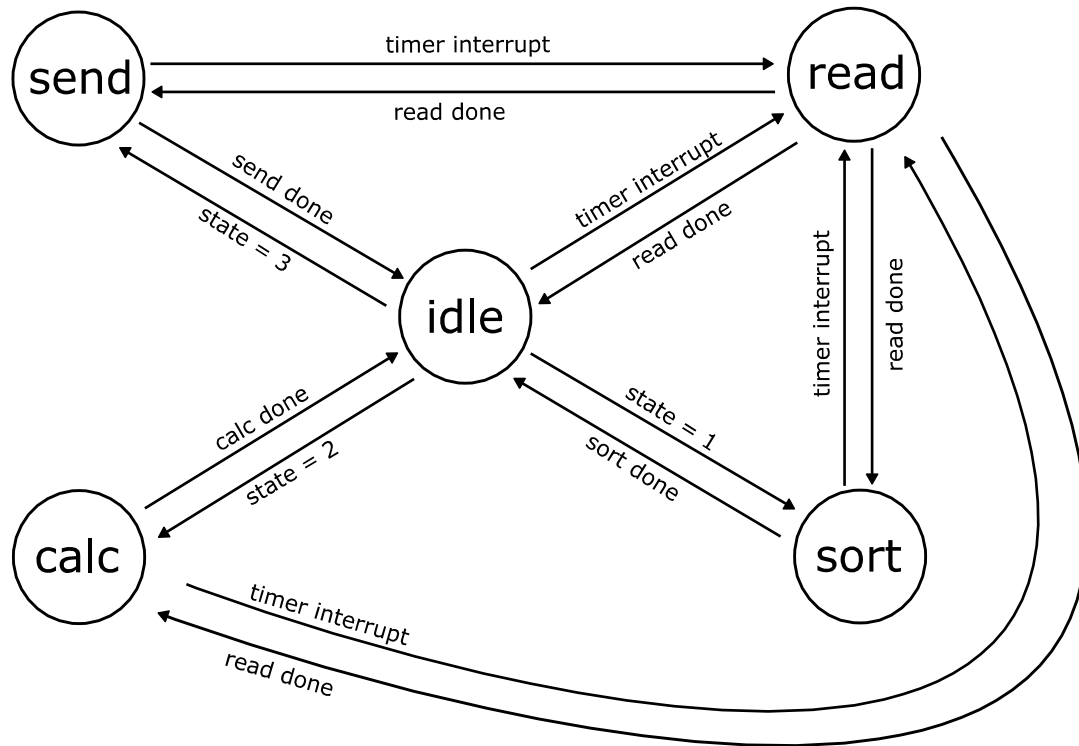 send
timer interrupt
read
read done
send done
timer interrupt
state = 3
read done
idle
timer interrupt
read done
calc done
state = 1
state = 2
sort done
calc
sort
timer interrupt
read done